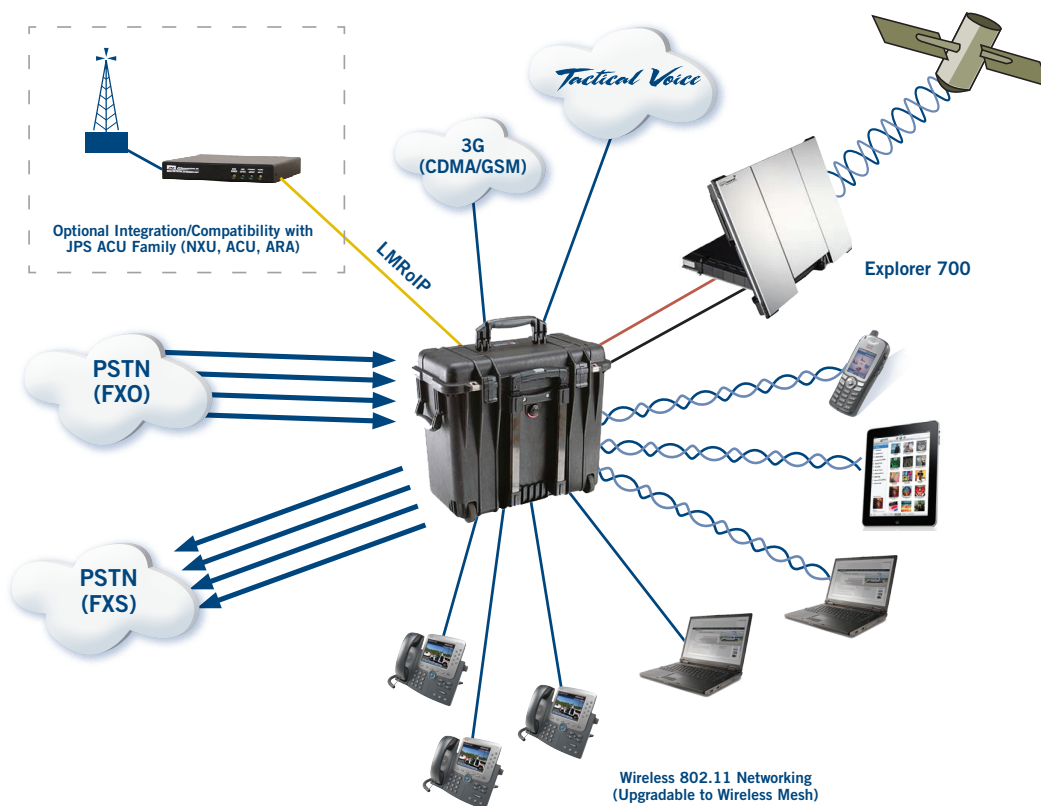 Tactical Voice
3G
(CDMA/GSM)
Optional Integration/Compatibility with
JPS ACU Family (NXU, ACU, ARA)
LMRoIP
Explorer 700
PSTN
(FXO)
PSTN
(FXS)
Wireless 802.11 Networking
(Upgradable to Wireless Mesh)